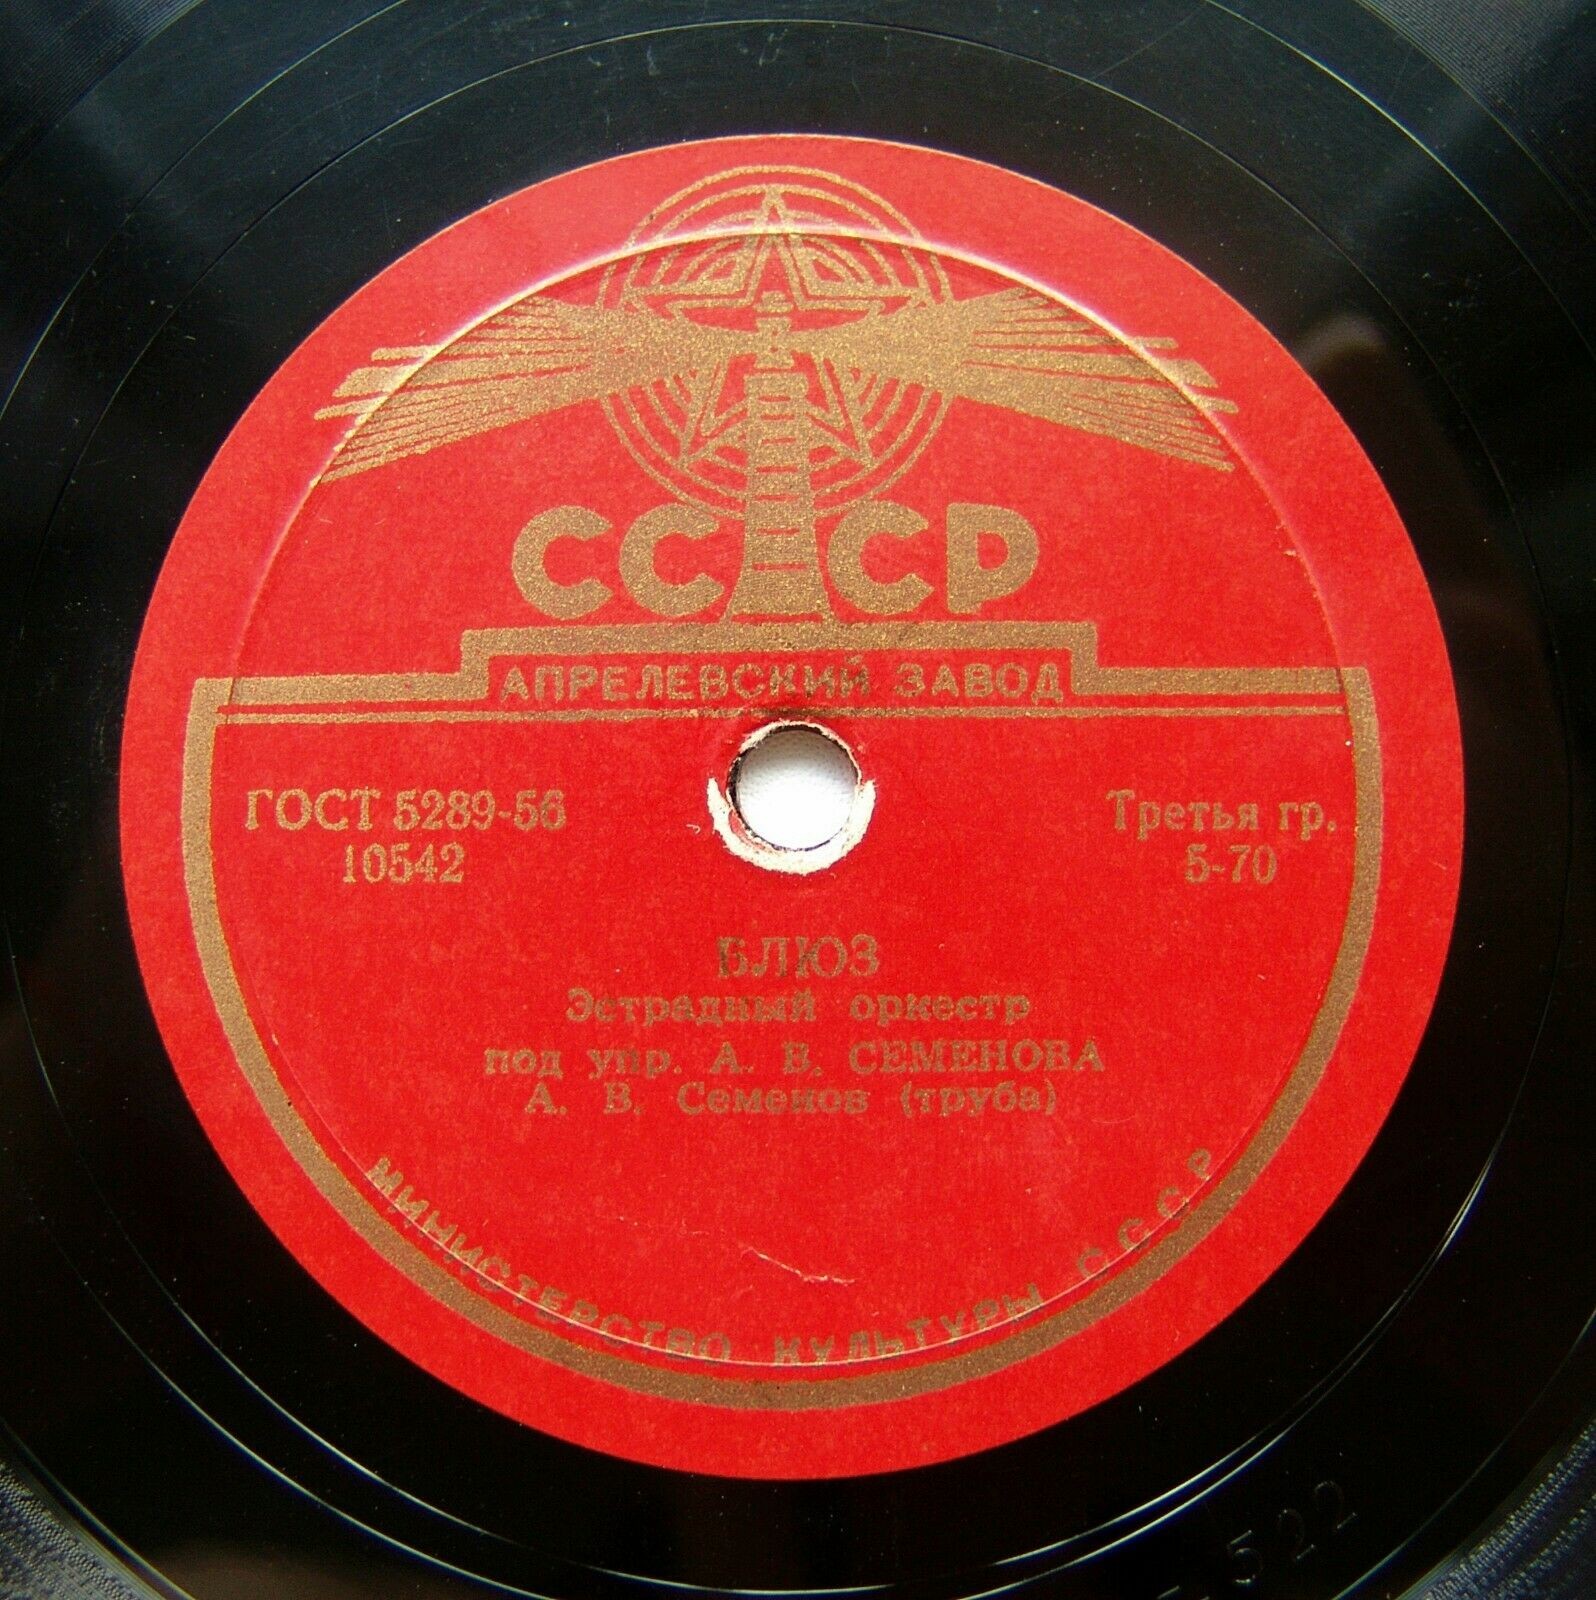 СССР
АПРЕЛЕВСКИЙ ЗАВОД
ГОСТ 5289-56
10542
Третья гр.
5-70
БЛЮЗ
Эстрадный оркестр
под упр. А. В. СЕМЕНОВА
А. В. Семенов (труба)
МИНИСТЕРСТВО КУЛЬТУРЫ СССР
522